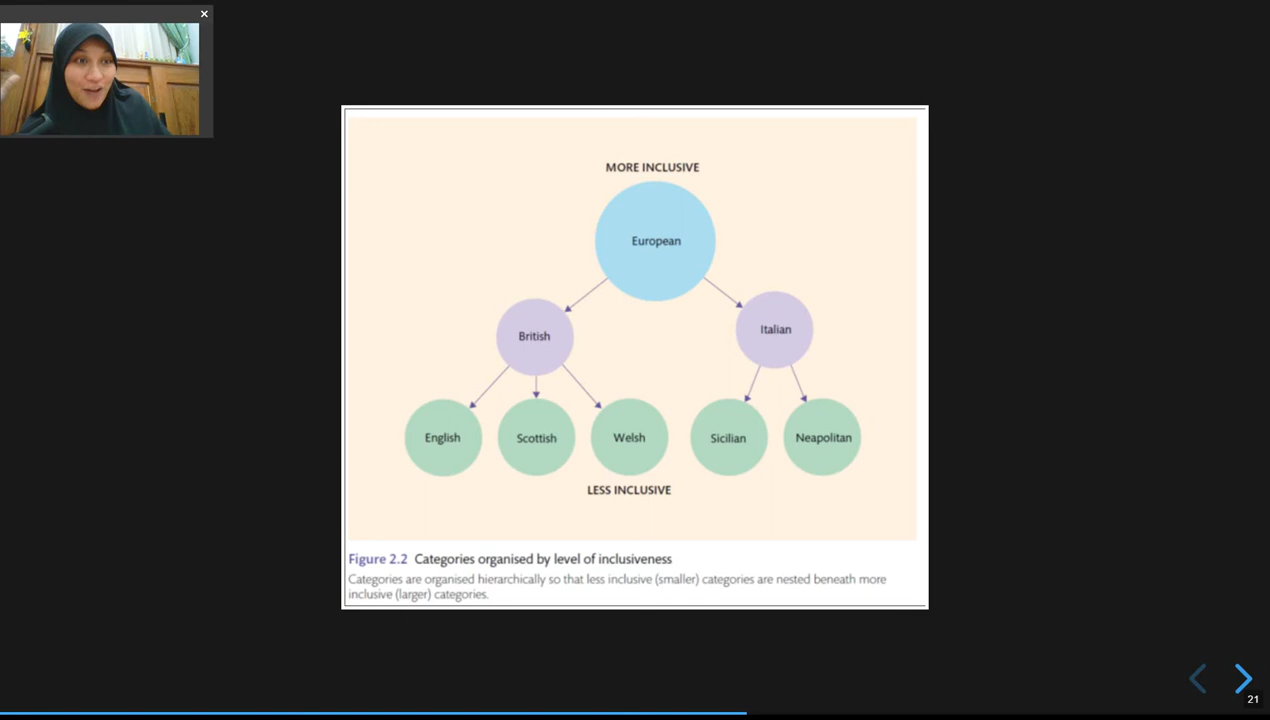 MORE INCLUSIVE
European
British
Italian
English
Scottish
Welsh
Sicilian
Neapolitan
LESS INCLUSIVE
Figure 2.2 Categories organised by level of inclusiveness
Categories are organised hierarchically so that less inclusive (smaller) categories are nested beneath more
inclusive (larger) categories.
21